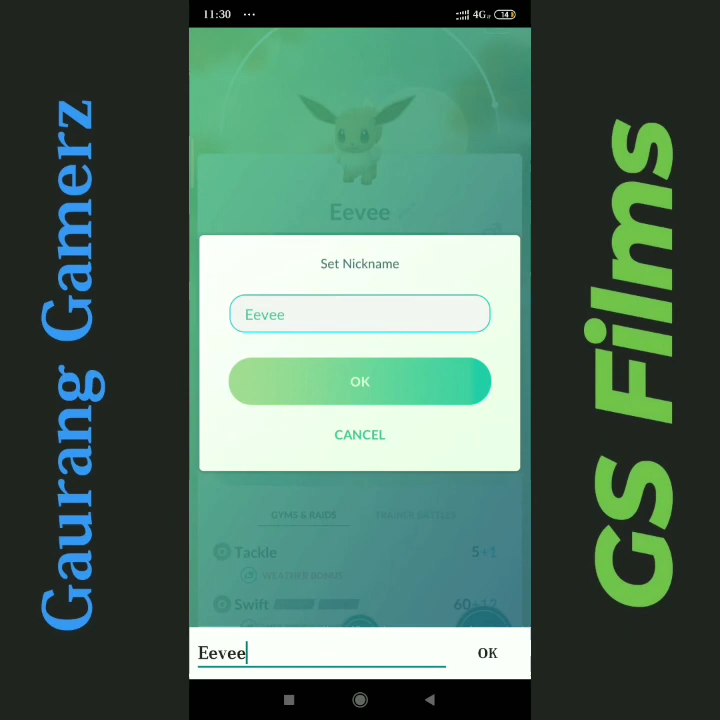 11:30 ...
4G
14
Eevee
Set Nickname
Eevee
OK
CANCEL
GYMS & RAIDS
TRAINER BATTLES
Tackle
5+1
WEATHER BONUS
Swift
60+12
Eevee
OK
Gaurang Gamerz
GS Films